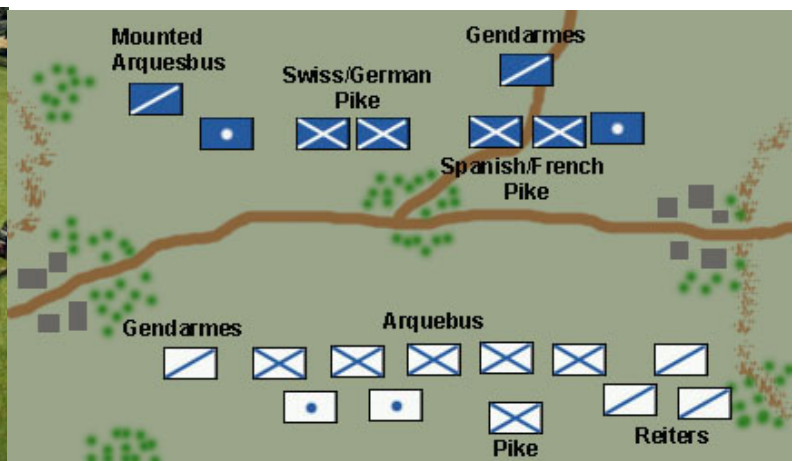 Mounted
Arquesbus
Gendarmes
Swiss/German
Pike
Spanish/French
Pike
Gendarmes
Arquebus
Pike
Reiters